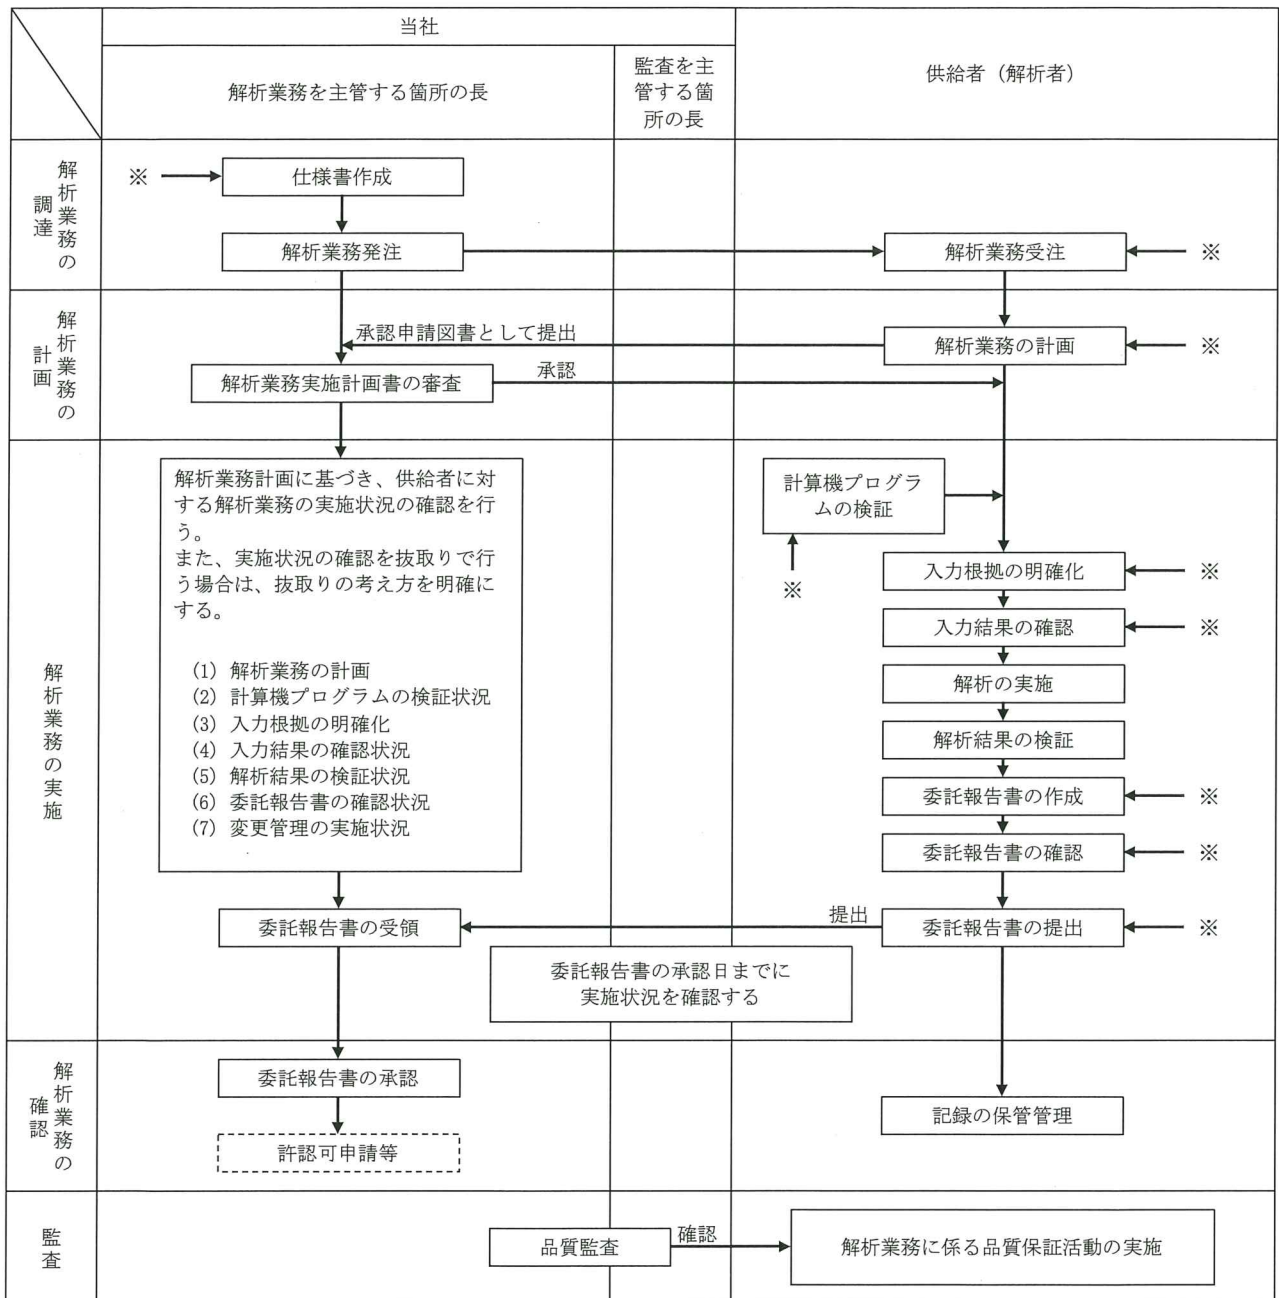 当社
解析業務を主管する箇所の長
監査を主
管する箇
所の長
供給者（解析者）
解析業務の
調達
※
仕様書作成
解析業務発注
解析業務受注
※
解析業務の
計画
承認申請図書として提出
解析業務の計画
※
解析業務実施計画書の審査
承認
解析業務の実施
解析業務計画に基づき、供給者に対
する解析業務の実施状況の確認を行
う。
また、実施状況の確認を抜取りで行
う場合は、抜取りの考え方を明確に
する。
(1) 解析業務の計画
(2) 計算機プログラムの検証状況
(3) 入力根拠の明確化
(4) 入力結果の確認状況
(5) 解析結果の検証状況
(6) 委託報告書の確認状況
(7) 変更管理の実施状況
計算機プログラ
ムの検証
※
入力根拠の明確化
※
入力結果の確認
※
解析の実施
解析結果の検証
委託報告書の作成
※
委託報告書の確認
※
委託報告書の受領
提出
委託報告書の提出
※
委託報告書の承認日までに
実施状況を確認する
解析業務の
確認
委託報告書の承認
記録の保管管理
許認可申請等
監査
品質監査
確認
解析業務に係る品質保証活動の実施